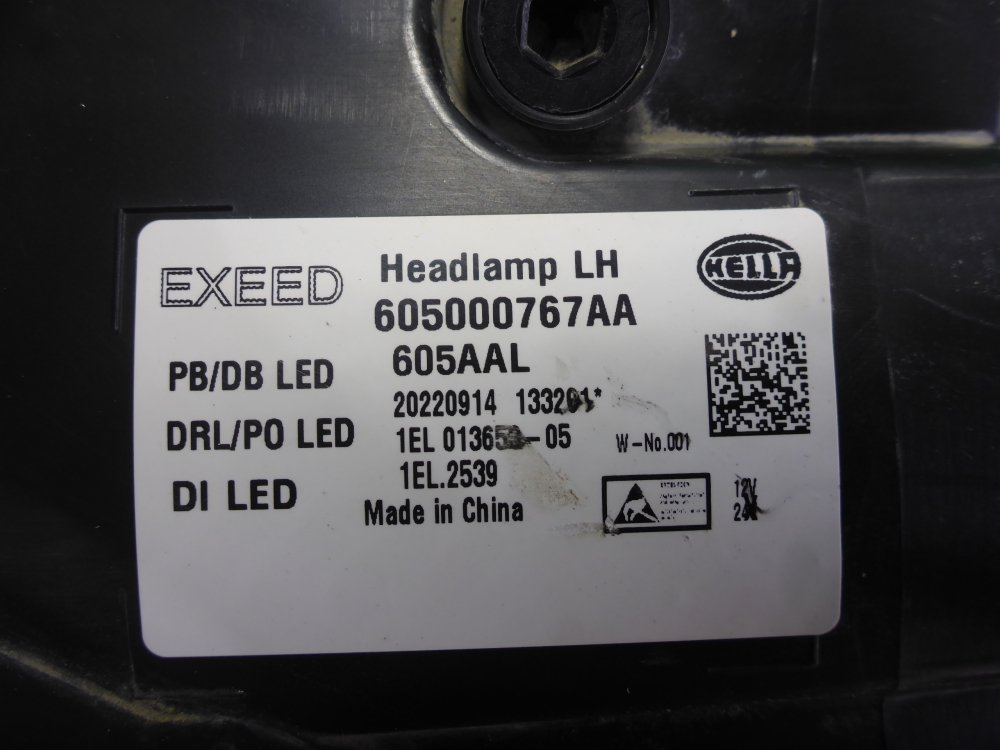 EXEED
Headlamp LH
HELLA
605000767AA
605AAL
PB/DB LED
20220914
DRL/PO LED
1EL -05
W-No.001
1EL.2539
DI LED
Made in China
12V